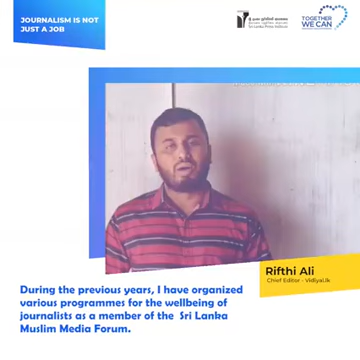 JOURNALISM IS NOT
JUST A JOB
TOGETHER
WE CAN
Rifthi Ali
Chief Editor - Vidiyal.lk
During the previous years, I have organized
various programmes for the wellbeing of
journalists as a member of the Sri Lanka
Muslim Media Forum.